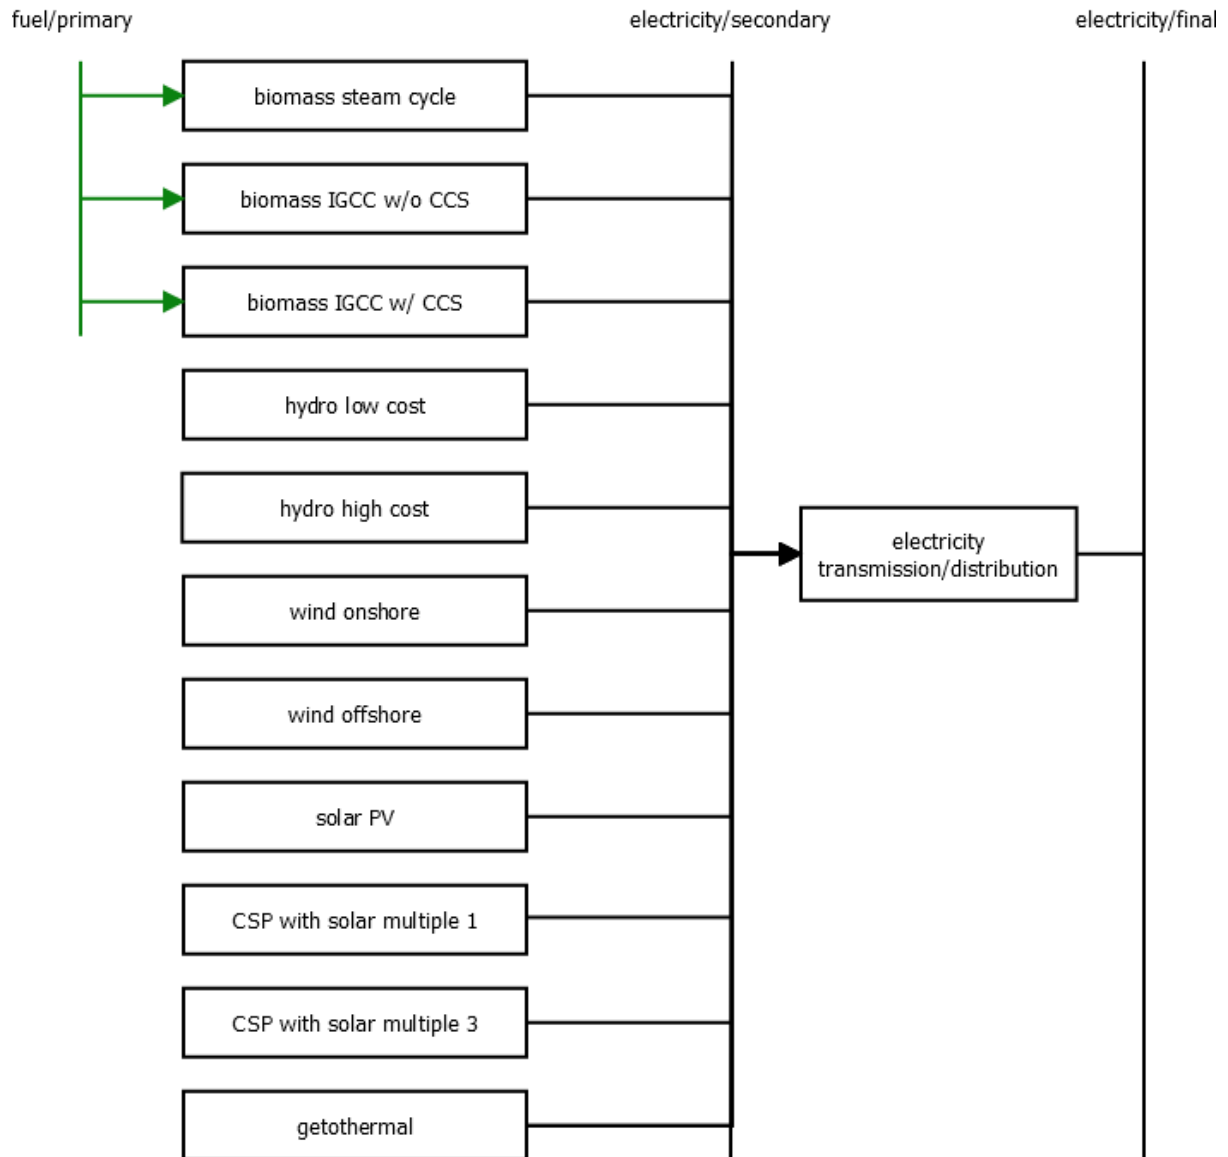 fuel/primary
electricity/secondary
electricity/final
biomass steam cycle
biomass IGCC w/o CCS
biomass IGCC w/ CCS
hydro low cost
hydro high cost
electricity
transmission/distribution
wind onshore
wind offshore
solar PV
CSP with solar multiple 1
CSP with solar multiple 3
getothermal